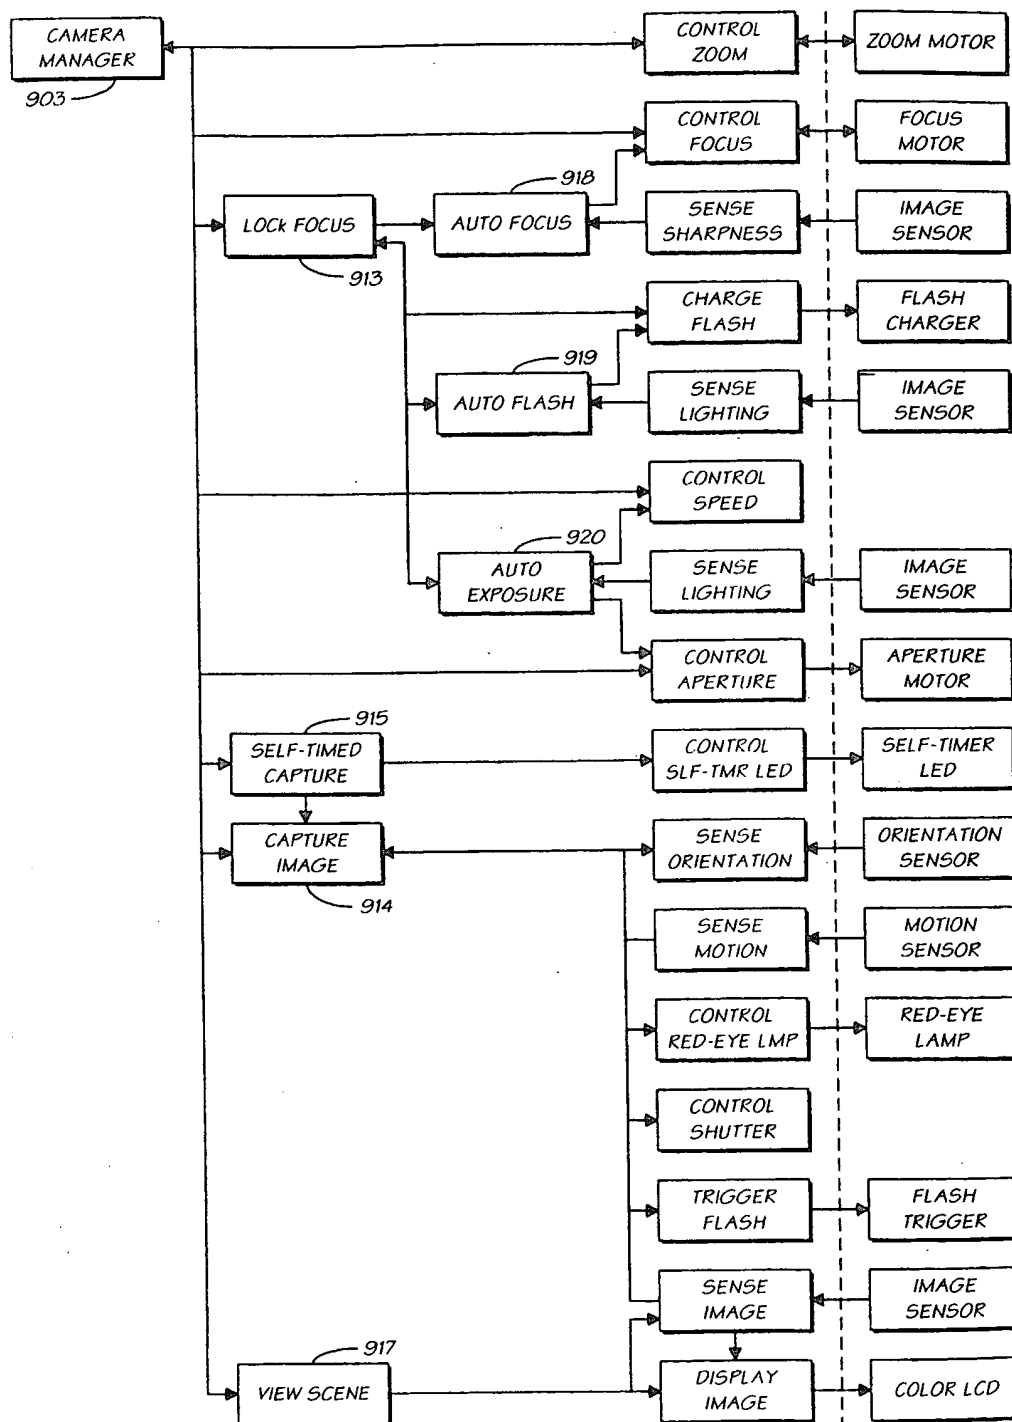 CAMERA
MANAGER
903
CONTROL
ZOOM
ZOOM MOTOR
CONTROL
FOCUS
FOCUS
MOTOR
LOCK FOCUS
913
918
AUTO FOCUS
SENSE
SHARPNESS
IMAGE
SENSOR
CHARGE
FLASH
FLASH
CHARGER
919
AUTO FLASH
SENSE
LIGHTING
IMAGE
SENSOR
CONTROL
SPEED
920
AUTO
EXPOSURE
SENSE
LIGHTING
IMAGE
SENSOR
CONTROL
APERTURE
APERTURE
MOTOR
915
SELF-TIMED
CAPTURE
CONTROL
SLF-TMR LED
SELF-TIMER
LED
CAPTURE
IMAGE
914
SENSE
ORIENTATION
ORIENTATION
SENSOR
SENSE
MOTION
MOTION
SENSOR
CONTROL
RED-EYE LMP
RED-EYE
LAMP
CONTROL
SHUTTER
TRIGGER
FLASH
FLASH
TRIGGER
SENSE
IMAGE
IMAGE
SENSOR
917
VIEW SCENE
DISPLAY
IMAGE
COLOR LCD